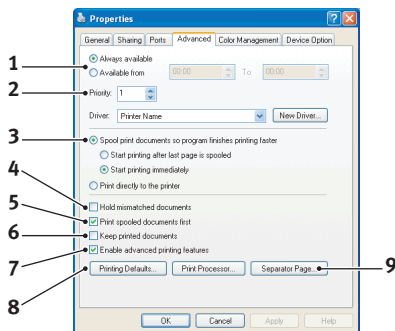 Properties
General Sharing Ports Advanced Color Management Device Option
1 Always available
Available from 00:00 To 00:00
2 Priority: 1
Driver: Printer Name New Driver...
3 Spool print documents so program finishes printing faster
Start printing after last page is spooled
Start printing immediately
Print directly to the printer
4 Hold mismatched documents
5 Print spooled documents first
6 Keep printed documents
7 Enable advanced printing features
8 Printing Defaults... Print Processor... Separator Page... 9
OK Cancel Apply Help